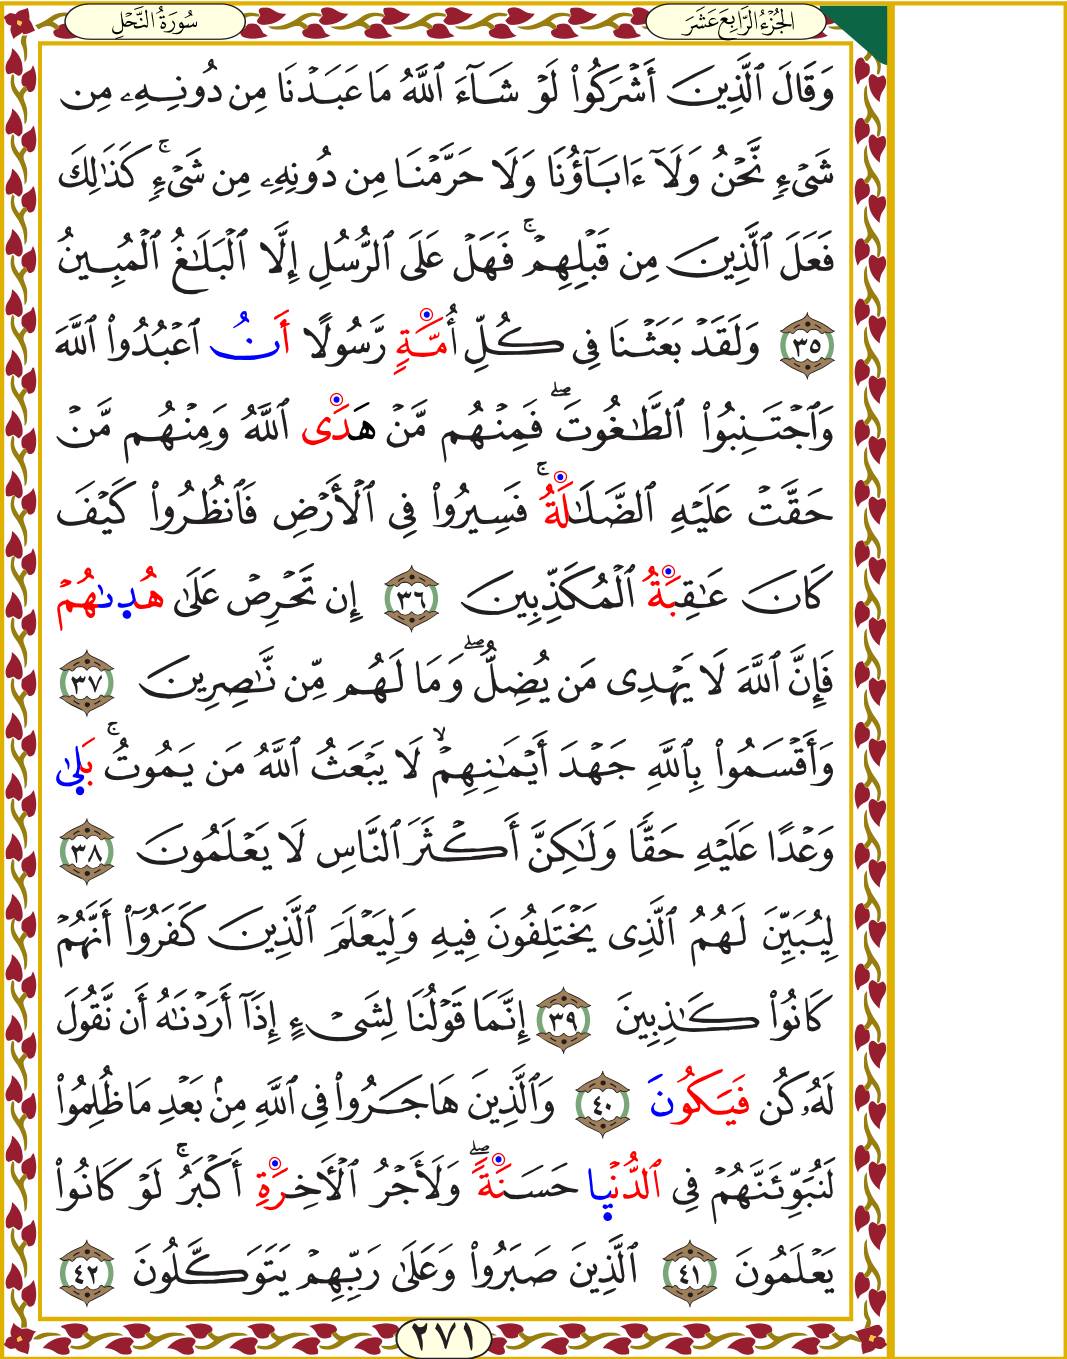 سُورَةُ النَّحْلِ
الجُزْءُ الرَّابِعَ عَشَرَ
وَقَالَ ٱلَّذِينَ أَشْرَكُوا۟ لَوْ شَآءَ ٱللَّهُ مَا عَبَدْنَا مِن دُونِهِۦ مِن
شَىْءٍ نَّحْنُ وَلَآ ءَابَآؤُنَا وَلَا حَرَّمْنَا مِن دُونِهِۦ مِن شَىْءٍ ۚ كَذَٰلِكَ
فَعَلَ ٱلَّذِينَ مِن قَبْلِهِمْ ۚ فَهَلْ عَلَى ٱلرُّسُلِ إِلَّا ٱلْبَلَٰغُ ٱلْمُبِينُ
٣٥ وَلَقَدْ بَعَثْنَا فِى كُلِّ أُمَّةٍ رَّسُولًا أَنُ ٱعْبُدُوا۟ ٱللَّهَ
وَٱجْتَنِبُوا۟ ٱلطَّٰغُوتَ ۖ فَمِنْهُم مَّنْ هَدَى ٱللَّهُ وَمِنْهُم مَّنْ
حَقَّتْ عَلَيْهِ ٱلضَّلَٰلَةُ ۚ فَسِيرُوا۟ فِى ٱلْأَرْضِ فَٱنظُرُوا۟ كَيْفَ
كَانَ عَٰقِبَةُ ٱلْمُكَذِّبِينَ ٣٦ إِن تَحْرِصْ عَلَىٰ هُدٜىٰهُمْ
فَإِنَّ ٱللَّهَ لَا يَهْدِى مَن يُضِلُّ ۖ وَمَا لَهُم مِّن نَّٰصِرِينَ ٣٧
وَأَقْسَمُوا۟ بِٱللَّهِ جَهْدَ أَيْمَٰنِهِمْ ۙ لَا يَبْعَثُ ٱللَّهُ مَن يَمُوتُ ۚ بَلٜىٰ
وَعْدًا عَلَيْهِ حَقًّا وَلَٰكِنَّ أَكْثَرَ ٱلنَّاسِ لَا يَعْلَمُونَ ٣٨
لِيُبَيِّنَ لَهُمُ ٱلَّذِى يَخْتَلِفُونَ فِيهِ وَلِيَعْلَمَ ٱلَّذِينَ كَفَرُوٓا۟ أَنَّهُمْ
كَانُوا۟ كَٰذِبِينَ ٣٩ إِنَّمَا قَوْلُنَا لِشَىْءٍ إِذَآ أَرَدْنَٰهُ أَن نَّقُولَ
لَهُۥ كُن فَيَكُونَ ٤٠ وَٱلَّذِينَ هَاجَرُوا۟ فِى ٱللَّهِ مِنۢ بَعْدِ مَا ظُلِمُوا۟
لَنُبَوِّئَنَّهُمْ فِى ٱلدُّنْيٜا حَسَنَةً ۖ وَلَأَجْرُ ٱلْـَٔاخِرَةِ أَكْبَرُ ۚ لَوْ كَانُوا۟
يَعْلَمُونَ ٤١ ٱلَّذِينَ صَبَرُوا۟ وَعَلَىٰ رَبِّهِمْ يَتَوَكَّلُونَ ٤٢
٢٧١